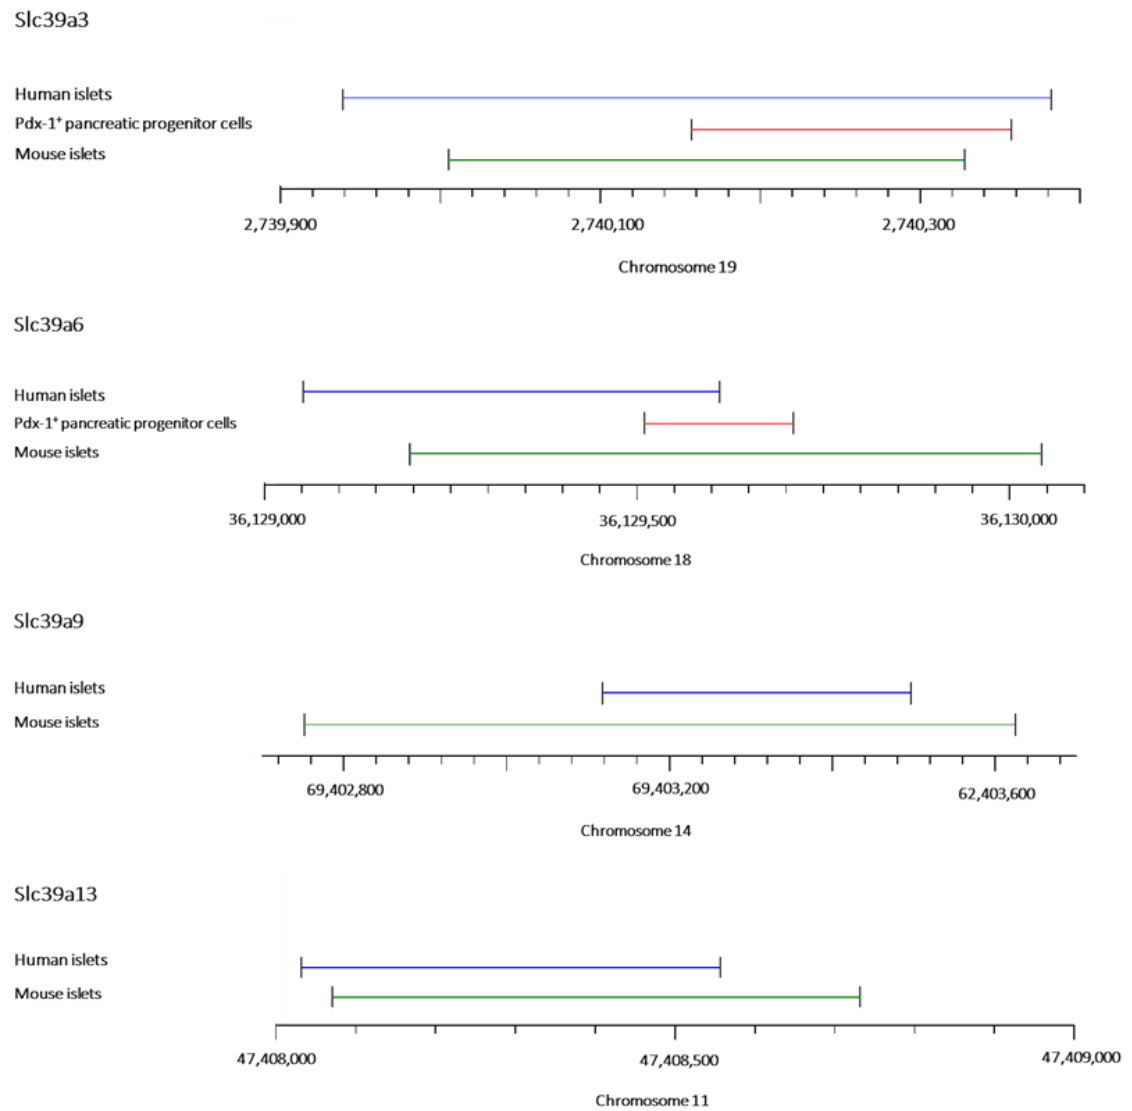 Slc39a3
Human islets
Pdx-1⁺ pancreatic progenitor cells
Mouse islets
2,739,900 2,740,100 2,740,300
Chromosome 19
Slc39a6
Human islets
Pdx-1⁺ pancreatic progenitor cells
Mouse islets
36,129,000 36,129,500 36,130,000
Chromosome 18
Slc39a9
Human islets
Mouse islets
69,402,800 69,403,200 62,403,600
Chromosome 14
Slc39a13
Human islets
Mouse islets
47,408,000 47,408,500 47,409,000
Chromosome 11